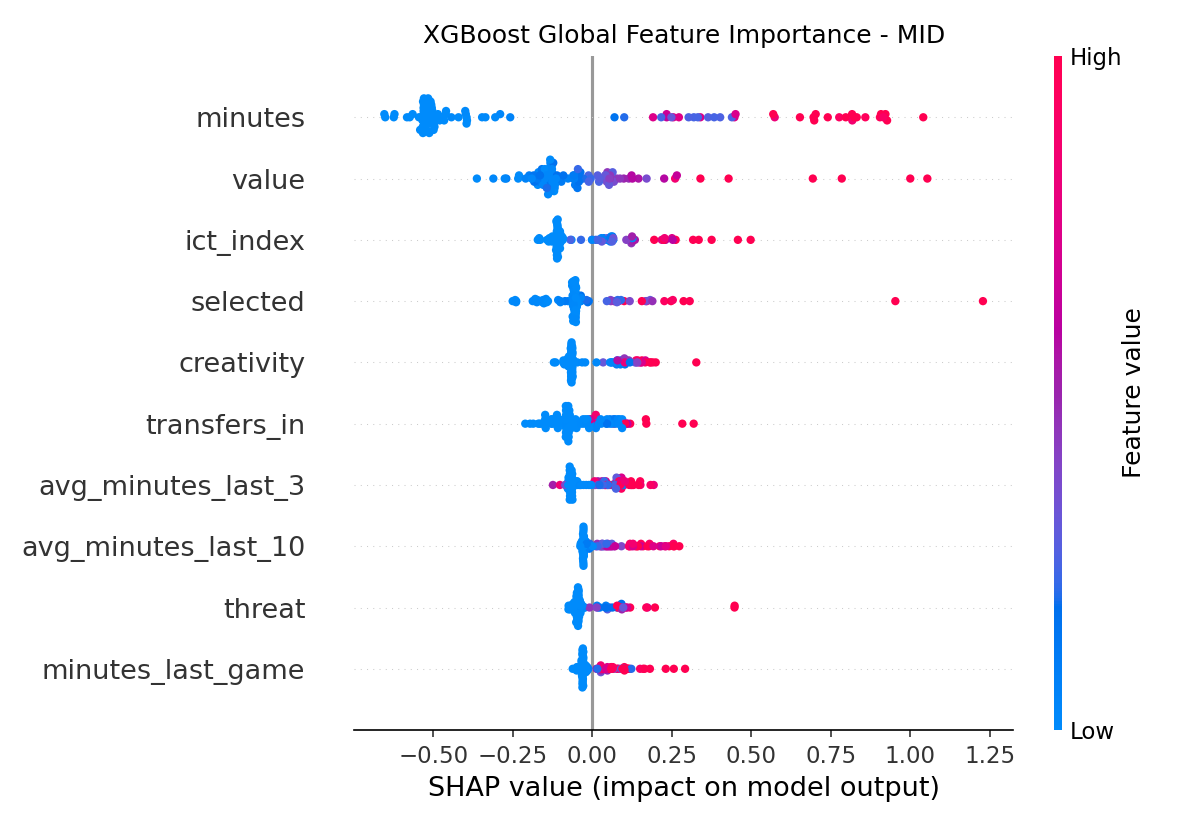 XGBoost Global Feature Importance - MID
High
minutes
value
ict_index
selected
creativity
transfers_in
avg_minutes_last_3
avg_minutes_last_10
threat
minutes_last_game
Feature value
Low
−0.50 −0.25 0.00 0.25 0.50 0.75 1.00 1.25
SHAP value (impact on model output)